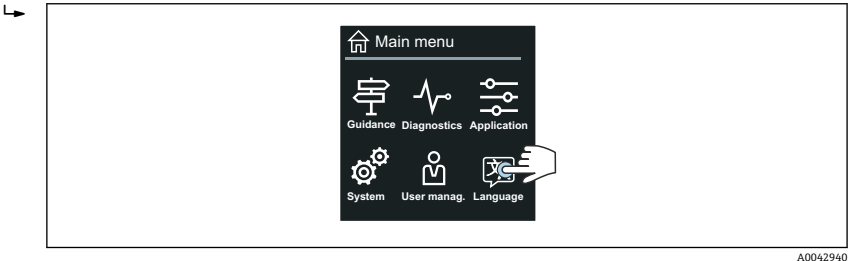 Main menu
Guidance Diagnostics Application
System User manag. Language
A0042940